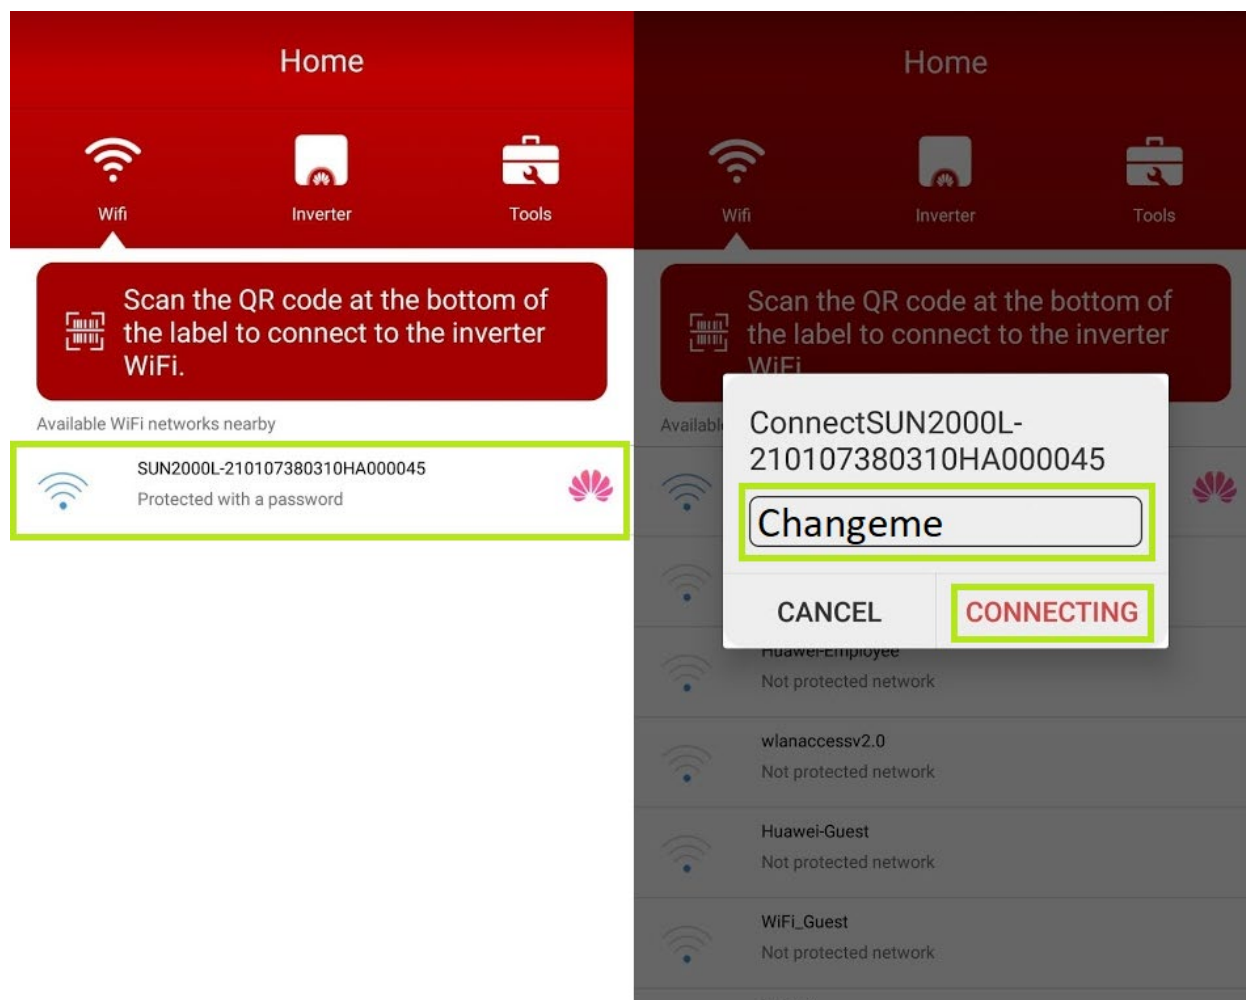 Home
Wifi
Inverter
Tools
Scan the QR code at the bottom of
the label to connect to the inverter
WiFi.
Available WiFi networks nearby
SUN2000L-210107380310HA000045
Protected with a password
Home
Wifi
Inverter
Tools
Scan the QR code at the bottom of
the label to connect to the inverter
WiFi
ConnectSUN2000L-
210107380310HA000045
Changeme
CANCEL
CONNECTING
Huawei-Employee
Not protected network
wlanaccessv2.0
Not protected network
Huawei-Guest
Not protected network
WiFi_Guest
Not protected network